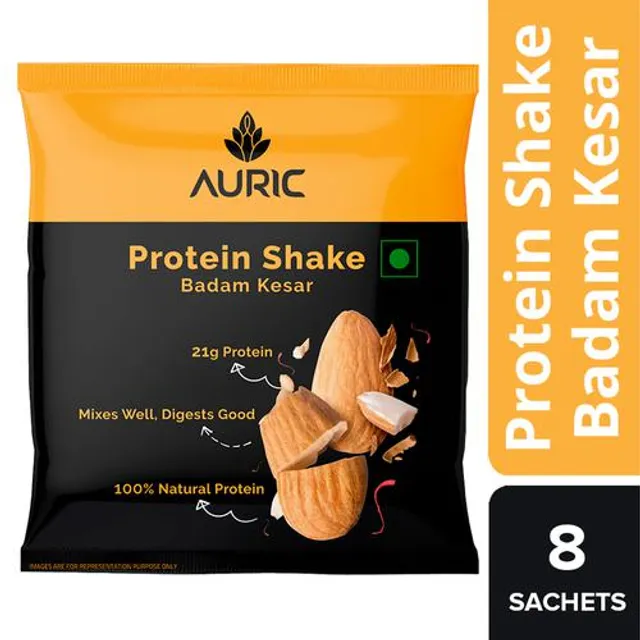 AURIC
Protein Shake
Badam Kesar
21g Protein
Mixes Well, Digests Good
100% Natural Protein
IMAGES ARE FOR REPRESENTATION PURPOSE ONLY
Protein Shake
Badam Kesar
8
SACHETS